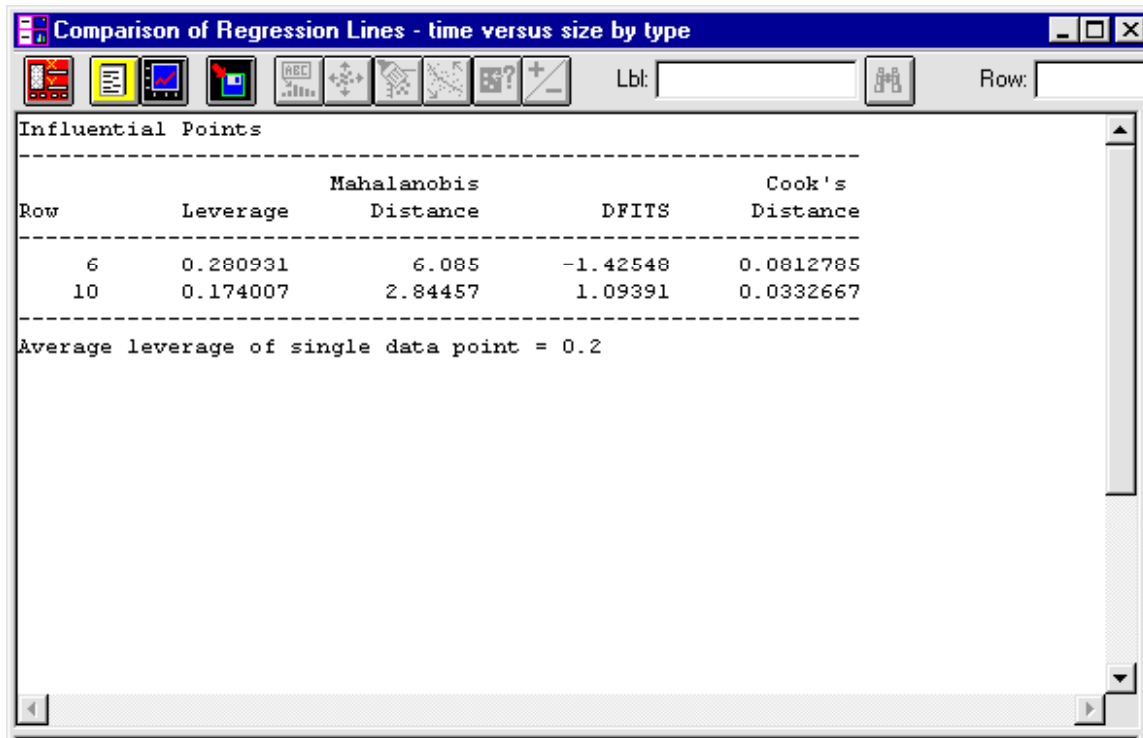 Comparison of Regression Lines - time versus size by type
ABC
?
+/-
Lbl:
Row:
Influential Points
------------------------------------------------------------
Mahalanobis Cook's
Row Leverage Distance DFITS Distance
------------------------------------------------------------
6 0.280931 6.085 -1.42548 0.0812785
10 0.174007 2.84457 1.09391 0.0332667
------------------------------------------------------------
Average leverage of single data point = 0.2